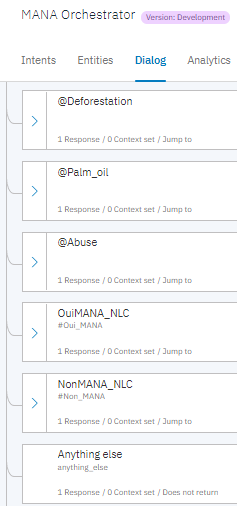 MANA Orchestrator Version: Development
Intents Entities Dialog Analytics
@Deforestation
1 Response / 0 Context set / Jump to
@Palm_oil
1 Response / 0 Context set / Jump to
@Abuse
1 Response / 0 Context set / Jump to
OuiMANA_NLC
#Oui_MANA
1 Response / 0 Context set / Jump to
NonMANA_NLC
#Non_MANA
1 Response / 0 Context set / Jump to
Anything else
anything_else
1 Response / 0 Context set / Does not return